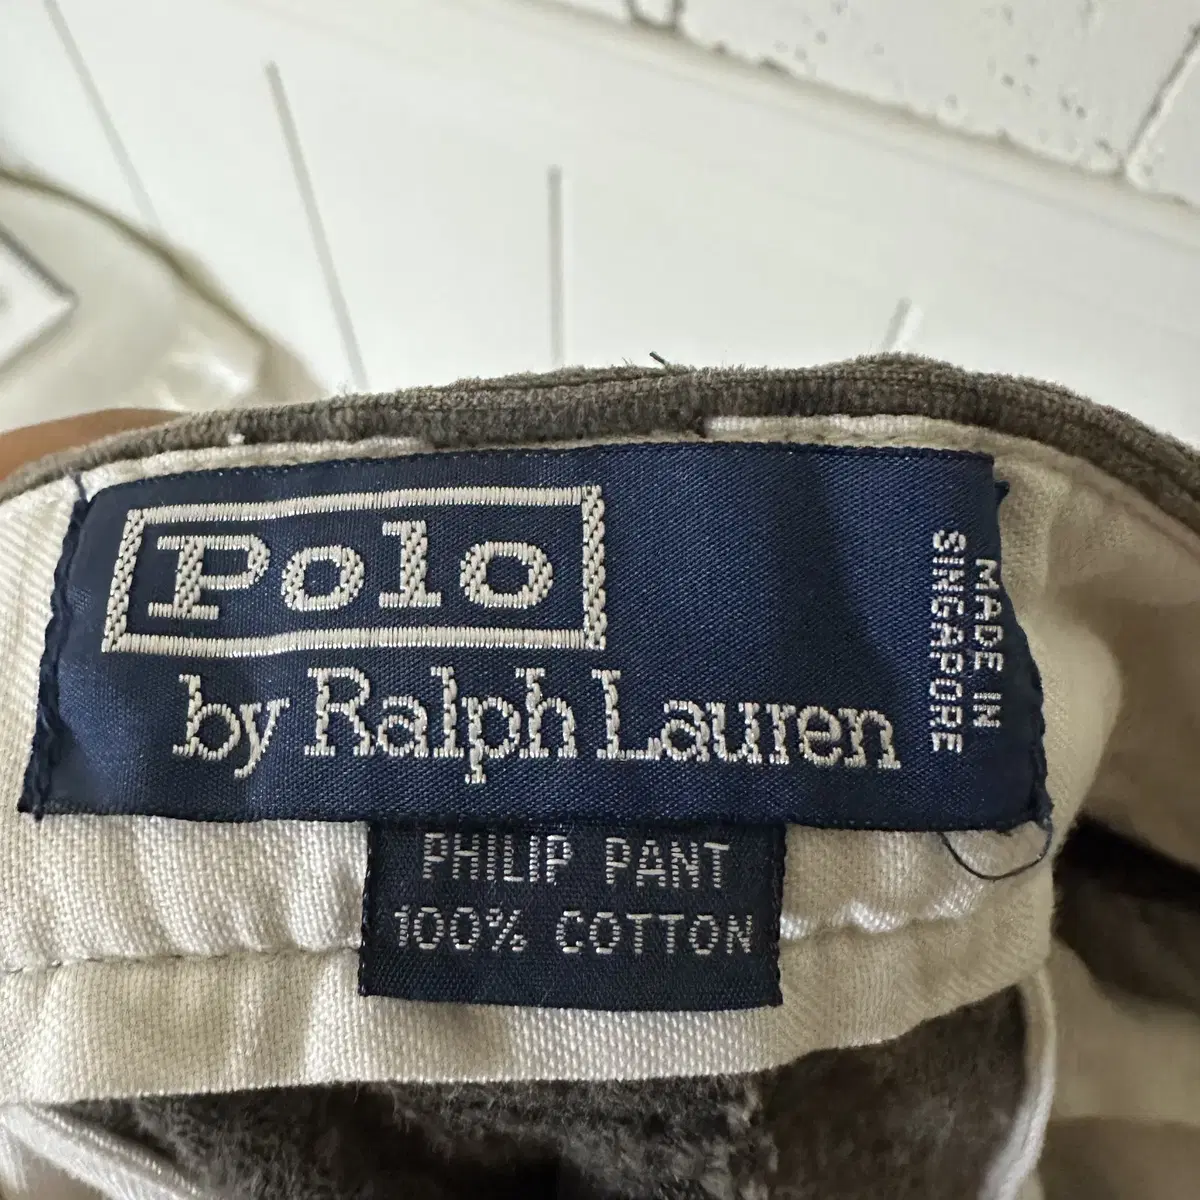 Polo
by Ralph Lauren
MADE IN
SINGAPORE
PHILIP PANT
100% COTTON